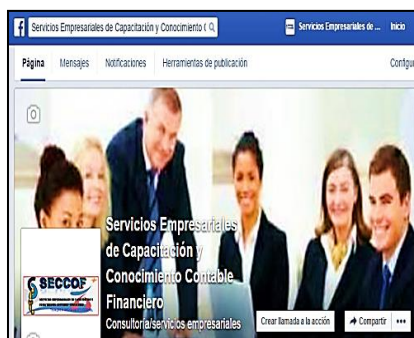 f Servicios Empresariales de Capacitación y Conocimiento (
Servicios Empresariales de ... Inicio
Página Mensajes Notificaciones Herramientas de publicación Configu
Servicios Empresariales
de Capacitación y
Conocimiento Contable
Financiero
Consultoría/servicios empresariales
SECCOF
Crear llamada a la acción Compartir ...